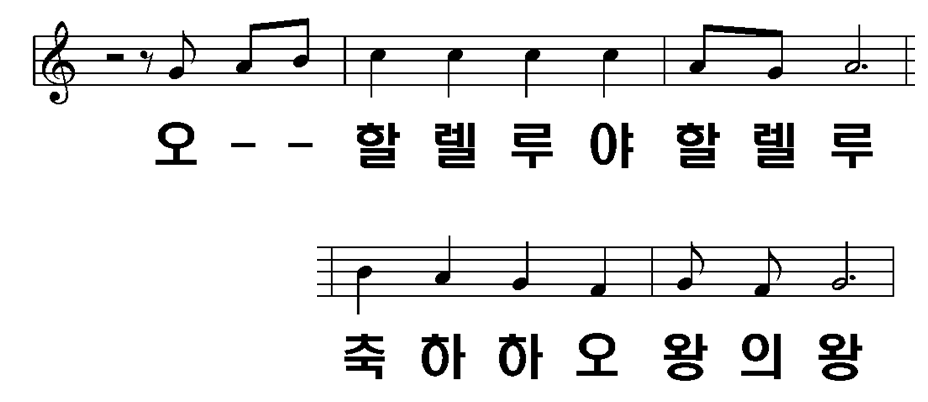 오 - - 할 렐 루 야 할 렐 루
축 하 하 오 왕 의 왕